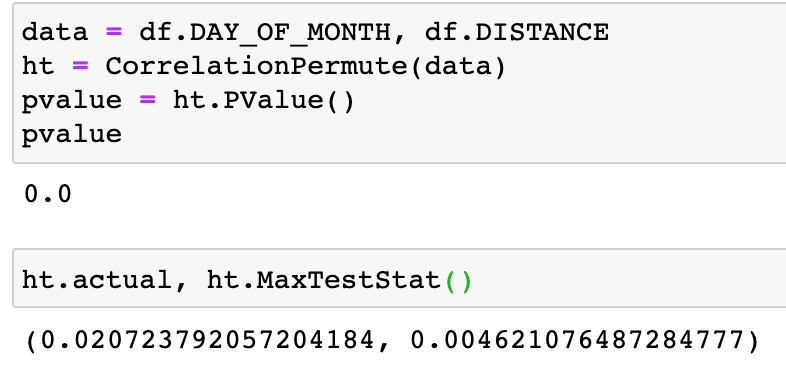 data = df.DAY_OF_MONTH, df.DISTANCE
ht = CorrelationPermute(data)
pvalue = ht.PValue()
pvalue
0.0
ht.actual, ht.MaxTestStat()
(0.020723792057204184, 0.004621076487284777)